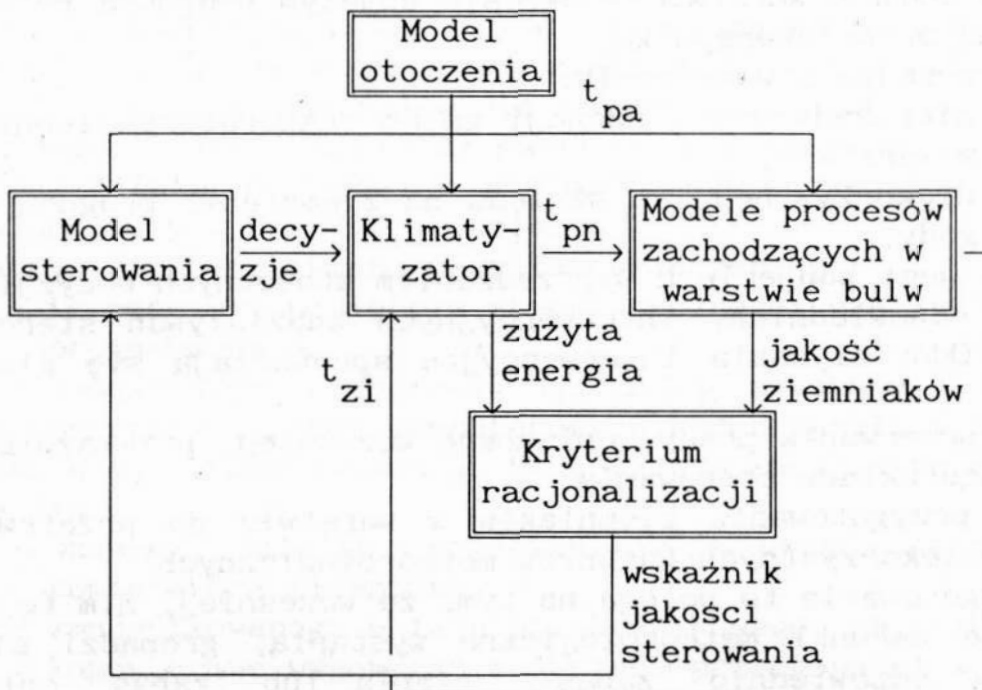 Model
otoczenia
t
pa
Model
sterowania
decy-
zje
Klimaty-
zator
t
pn
Modele procesów
zachodzących w
warstwie bulw
zużyta
energia
jakość
ziemniaków
t
zi
Kryterium
racjonalizacji
wskaźnik
jakości
sterowania